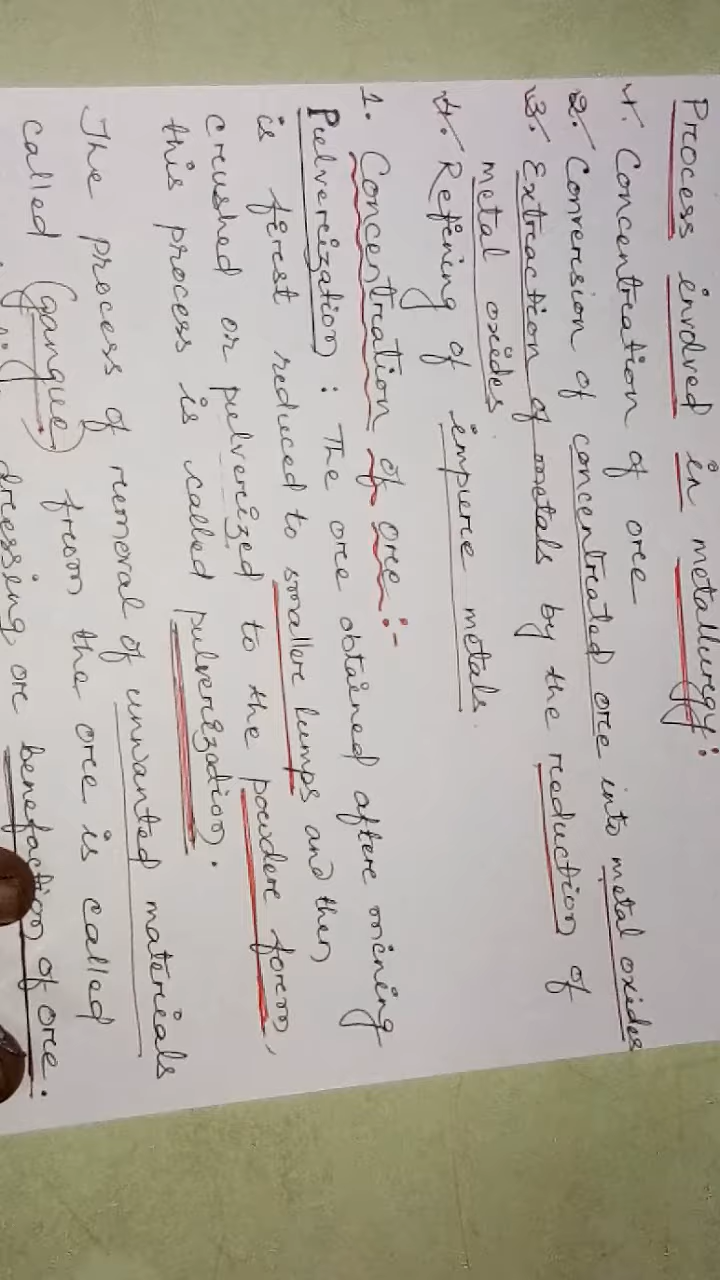 Process involved in metallurgy:
1. Concentration of ore
2. Conversion of concentrated ore into metal oxides
3. Extraction of metals by the reduction of
metal oxides.
4. Refining of impure metals.
1. Concentration of ore:-
Pulverization: The ore obtained after mining
is first reduced to smaller lumps and then
crushed or pulverized to the powder form,
this process is called pulverization.
The process of removal of unwanted materials
called (gangue) from the ore is called
dressing or benefaction of ore.